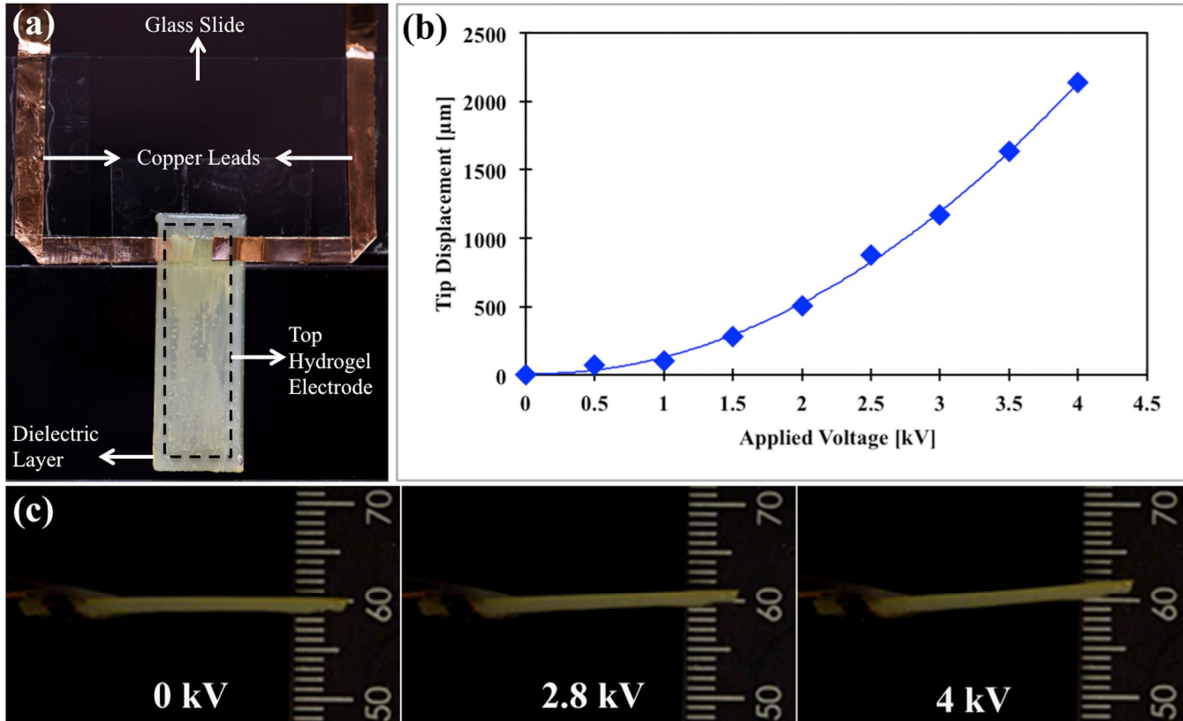 (a)
Glass Slide
Copper Leads
Top
Hydrogel
Electrode
Dielectric
Layer
(b)
Tip Displacement [µm]
2500
2000
1500
1000
500
0
0 0.5 1 1.5 2 2.5 3 3.5 4 4.5
Applied Voltage [kV]
(c)
70
60
50
0 kV
70
60
50
2.8 kV
70
60
50
4 kV